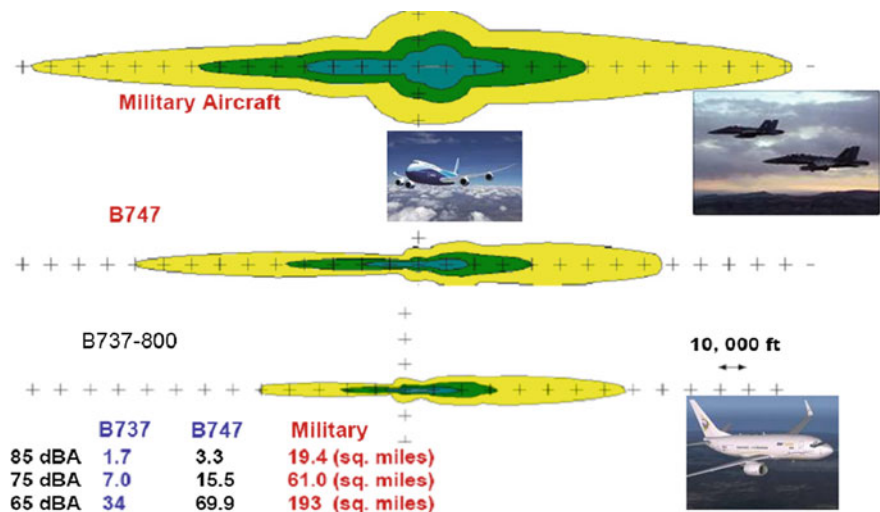 Military Aircraft
B747
B737-800
10, 000 ft
B737 B747 Military
85 dBA 1.7 3.3 19.4 (sq. miles)
75 dBA 7.0 15.5 61.0 (sq. miles)
65 dBA 34 69.9 193 (sq. miles)